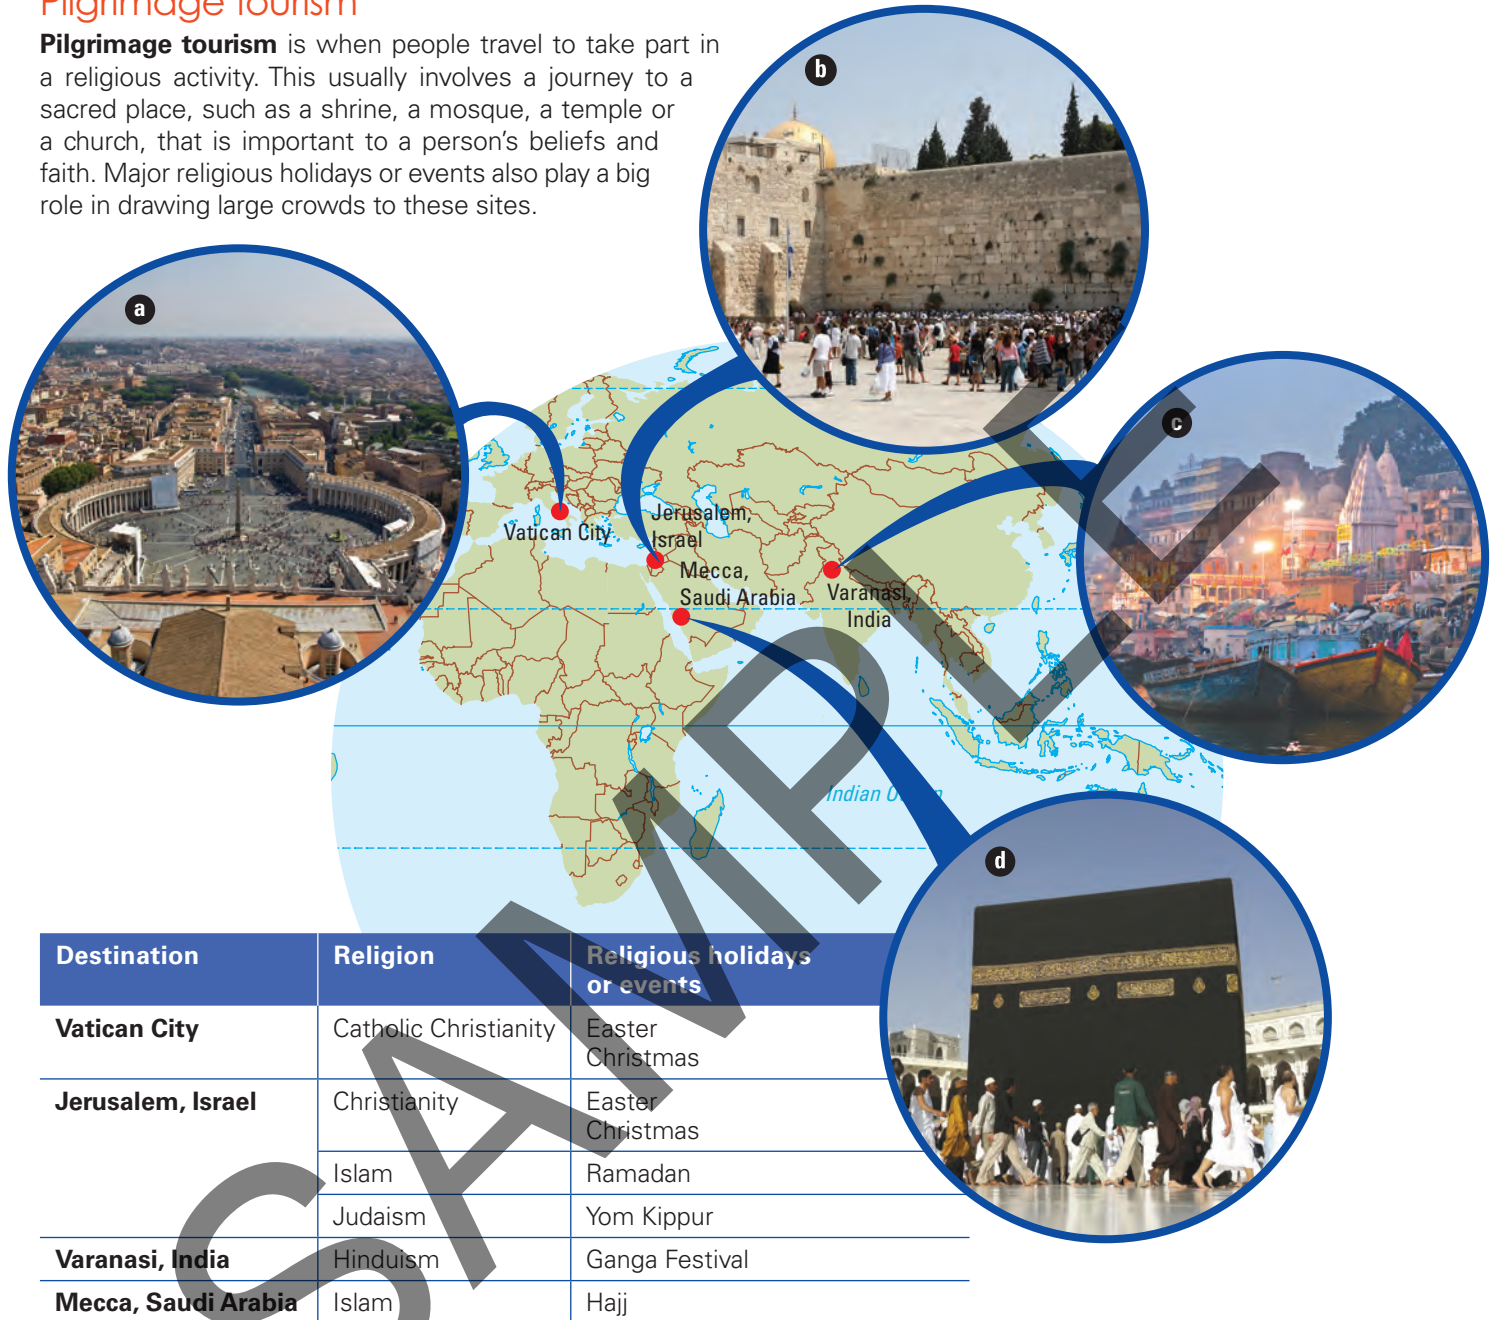 Pilgrimage tourism
Pilgrimage tourism is when people travel to take part in
a religious activity. This usually involves a journey to a
sacred place, such as a shrine, a mosque, a temple or
a church, that is important to a person's beliefs and
faith. Major religious holidays or events also play a big
role in drawing large crowds to these sites.
a
b
c
d
Vatican City
Jerusalem,
Israel
Mecca,
Saudi Arabia
Varanasi,
India
Indian Ocean
Destination Religion Religious holidays
or events
Vatican City Catholic Christianity Easter
Christmas
Jerusalem, Israel Christianity Easter
Christmas
Islam Ramadan
Judaism Yom Kippur
Varanasi, India Hinduism Ganga Festival
Mecca, Saudi Arabia Islam Hajj
SAMPLE